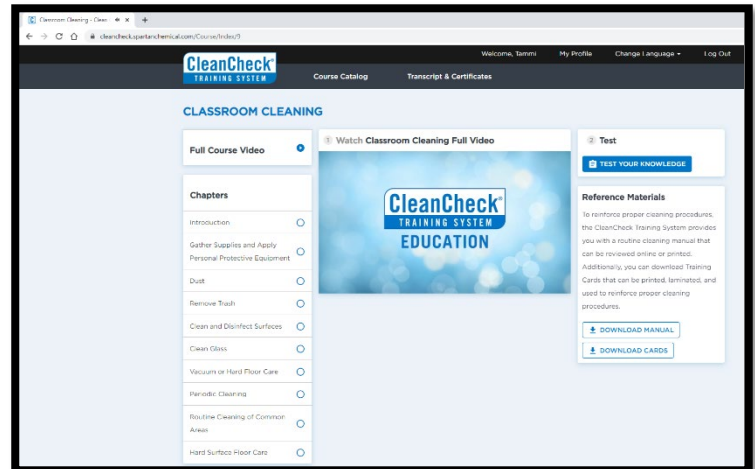 Classroom Cleaning - Clean
cleancheck.spartanchemical.com/Course/Index/9
CleanCheck®
TRAINING SYSTEM
Welcome, Tammi My Profile Change Language Log Out
Course Catalog Transcript & Certificates
CLASSROOM CLEANING
Full Course Video
Chapters
Introduction
Gather Supplies and Apply
Personal Protective Equipment
Dust
Remove Trash
Clean and Disinfect Surfaces
Clean Glass
Vacuum or Hard Floor Care
Periodic Cleaning
Routine Cleaning of Common
Areas
Hard Surface Floor Care
1 Watch Classroom Cleaning Full Video
CleanCheck®
TRAINING SYSTEM
EDUCATION
2 Test
TEST YOUR KNOWLEDGE
Reference Materials
To reinforce proper cleaning procedures,
the CleanCheck Training System provides
you with a routine cleaning manual that
can be reviewed online or printed.
Additionally, you can download Training
Cards that can be printed, laminated, and
used to reinforce proper cleaning
procedures.
DOWNLOAD MANUAL
DOWNLOAD CARDS